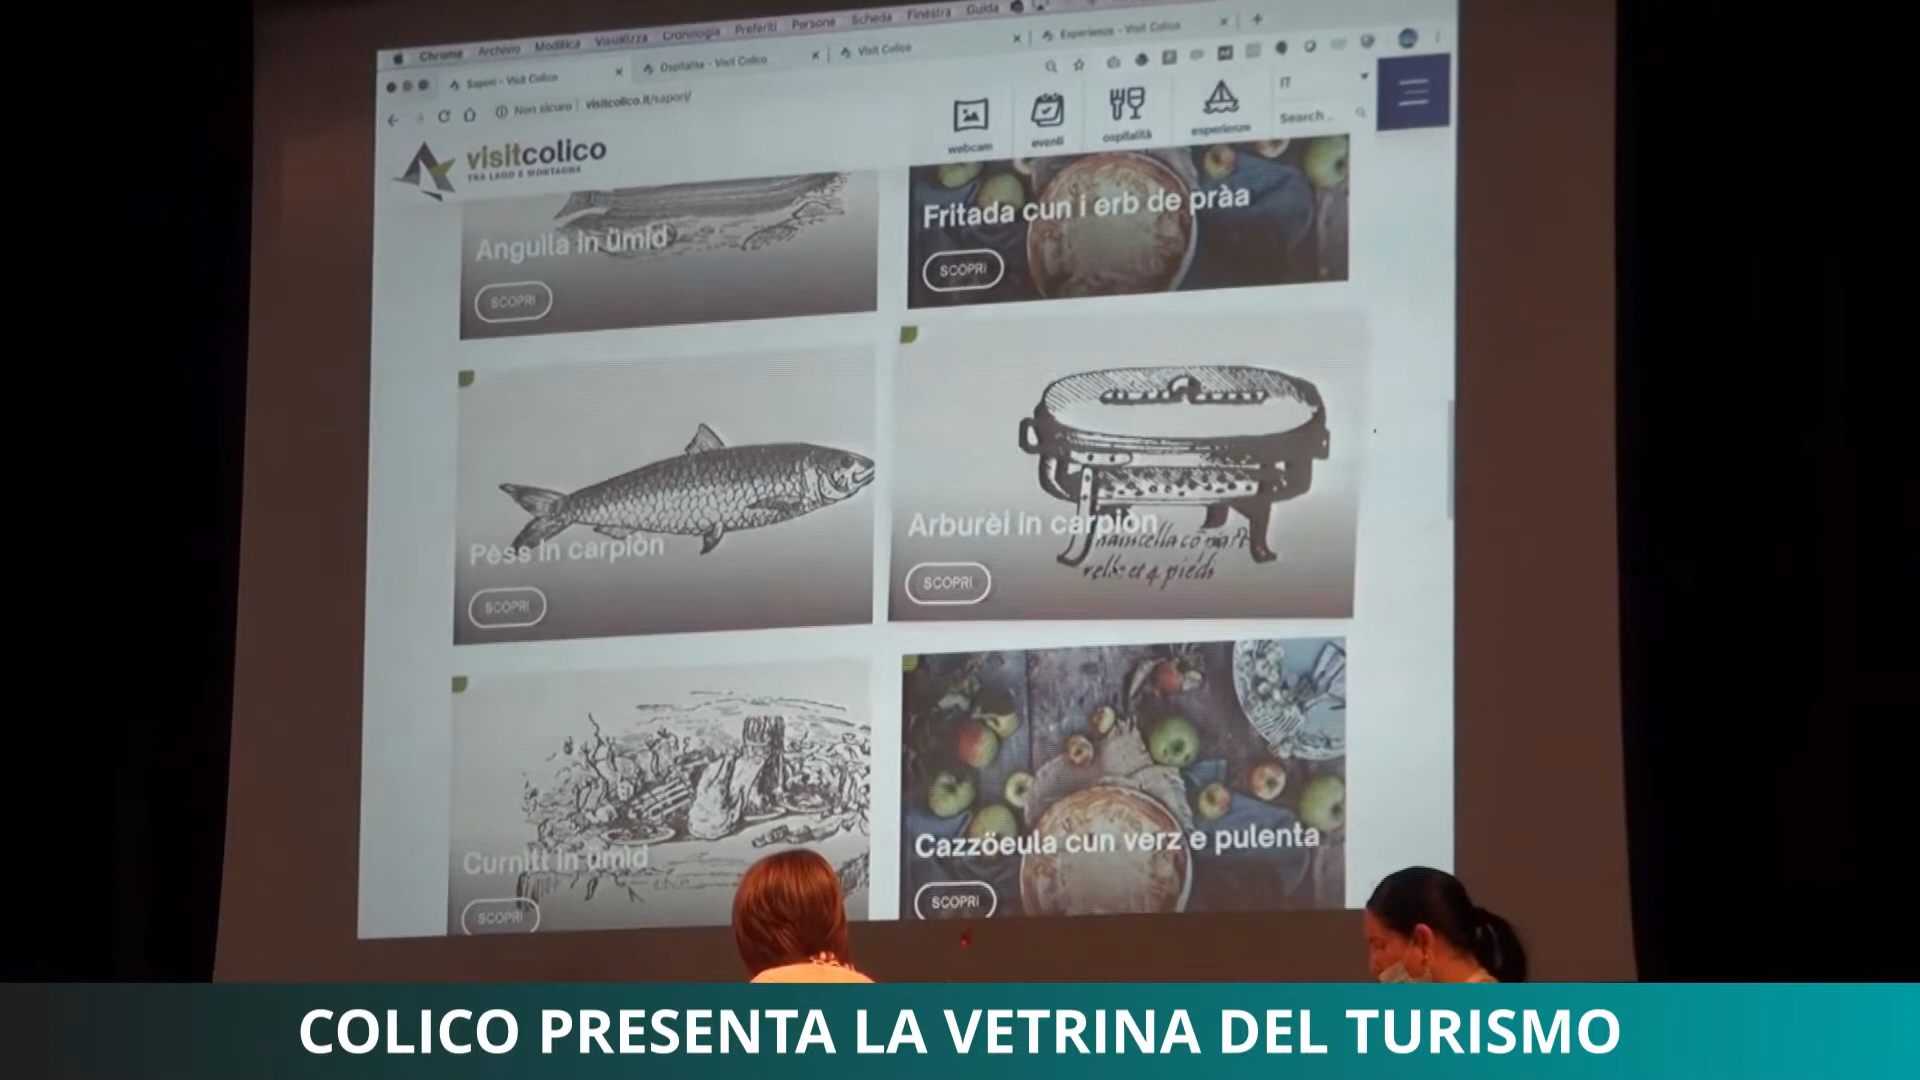 Chrome Archivio Modifica Visualizza Cronologia Preferiti Persone Scheda Finestra Guida
Sapori - Visit Colico
Ospitalità - Visit Colico
Visit Colico
Esperienze - Visit Colico
Non sicuro | visitcolico.it/sapori/
visitcolico
TRA LAGO E MONTAGNA
webcam
eventi
ospitalità
esperienze
IT
Search..
Anguilla in ümid
SCOPRI
Fritada cun i erb de pràa
SCOPRI
Pèss in carpiòn
SCOPRI
Arburèi in carpiòn
SCOPRI
Curnitt in ümid
SCOPRI
Cazzöeula cun verz e pulenta
SCOPRI
COLICO PRESENTA LA VETRINA DEL TURISMO